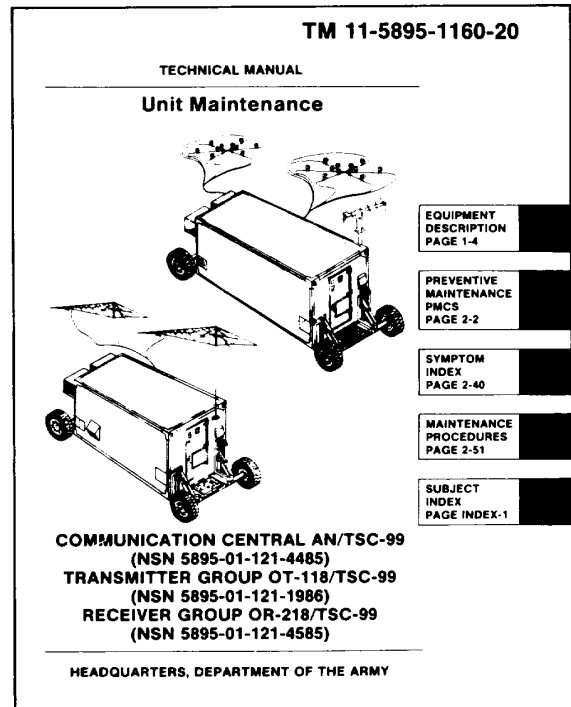 TM 11-5895-1160-20
TECHNICAL MANUAL
Unit Maintenance
EQUIPMENT
DESCRIPTION
PAGE 1-4
PREVENTIVE
MAINTENANCE
PMCS
PAGE 2-2
SYMPTOM
INDEX
PAGE 2-40
MAINTENANCE
PROCEDURES
PAGE 2-51
SUBJECT
INDEX
PAGE INDEX-1
COMMUNICATION CENTRAL AN/TSC-99
(NSN 5895-01-121-4485)
TRANSMITTER GROUP OT-118/TSC-99
(NSN 5895-01-121-1986)
RECEIVER GROUP OR-218/TSC-99
(NSN 5895-01-121-4585)
HEADQUARTERS, DEPARTMENT OF THE ARMY